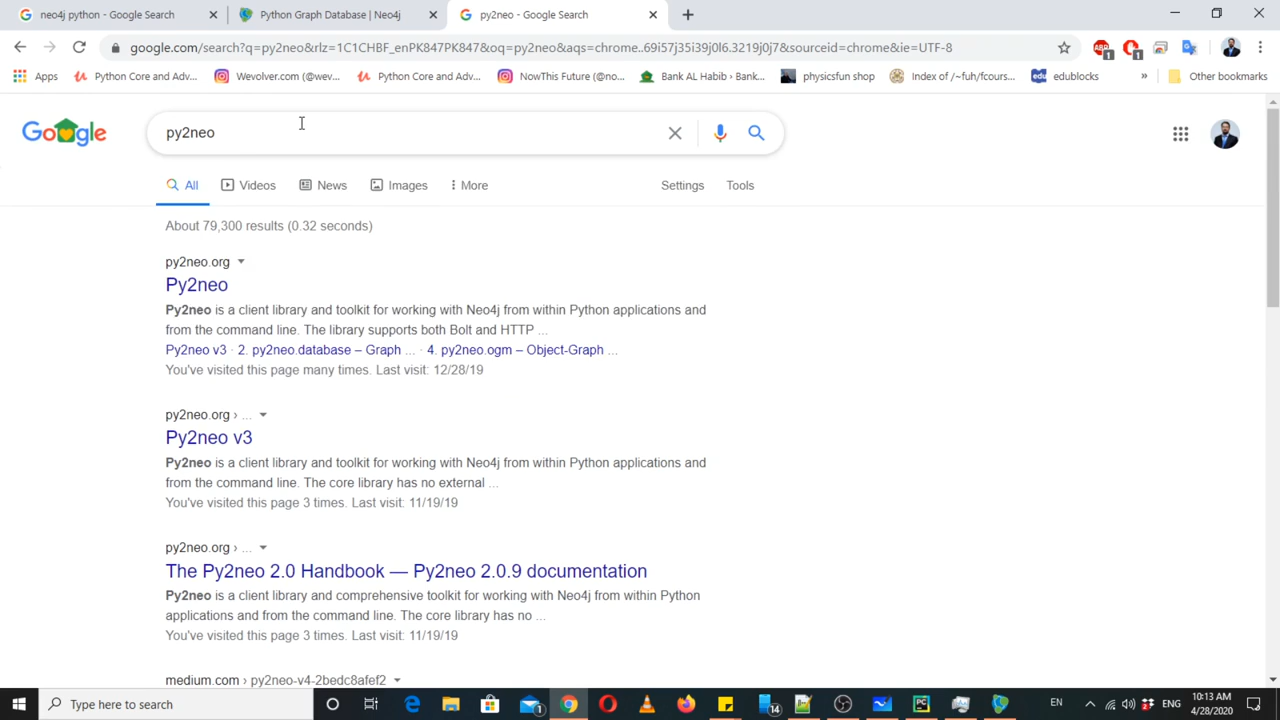 neo4j python - Google Search
Python Graph Database | Neo4j
py2neo - Google Search
google.com/search?q=py2neo&rlz=1C1CHBF_enPK847PK847&oq=py2neo&aqs=chrome..69i57j35i39j0l6.3219j0j7&sourceid=chrome&ie=UTF-8
Apps
Python Core and Adv...
Wevolver.com (@wev...
Python Core and Adv...
NowThis Future (@no...
Bank AL Habib › Bank...
physicsfun shop
Index of /~fuh/fcours...
edu edublocks
»
Other bookmarks
Google
py2neo
All
Videos
News
Images
More
Settings
Tools
About 79,300 results (0.32 seconds)
py2neo.org
Py2neo
Py2neo is a client library and toolkit for working with Neo4j from within Python applications and
from the command line. The library supports both Bolt and HTTP ...
Py2neo v3 · 2. py2neo.database – Graph ... · 4. py2neo.ogm – Object-Graph ...
You've visited this page many times. Last visit: 12/28/19
py2neo.org › ...
Py2neo v3
Py2neo is a client library and toolkit for working with Neo4j from within Python applications and
from the command line. The core library has no external ...
You've visited this page 3 times. Last visit: 11/19/19
py2neo.org › ...
The Py2neo 2.0 Handbook — Py2neo 2.0.9 documentation
Py2neo is a client library and comprehensive toolkit for working with Neo4j from within Python
applications and from the command line. The core library has no ...
You've visited this page 3 times. Last visit: 11/19/19
medium.com › py2neo-v4-2bedc8afef2
Type here to search
1
14
EN
ENG
10:13 AM
4/28/2020